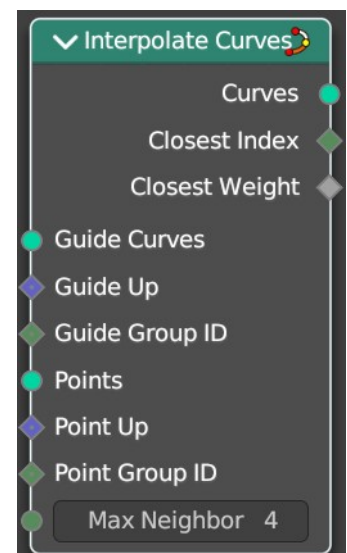 Interpolate Curves
Curves
Closest Index
Closest Weight
Guide Curves
Guide Up
Guide Group ID
Points
Point Up
Point Group ID
Max Neighbor 4